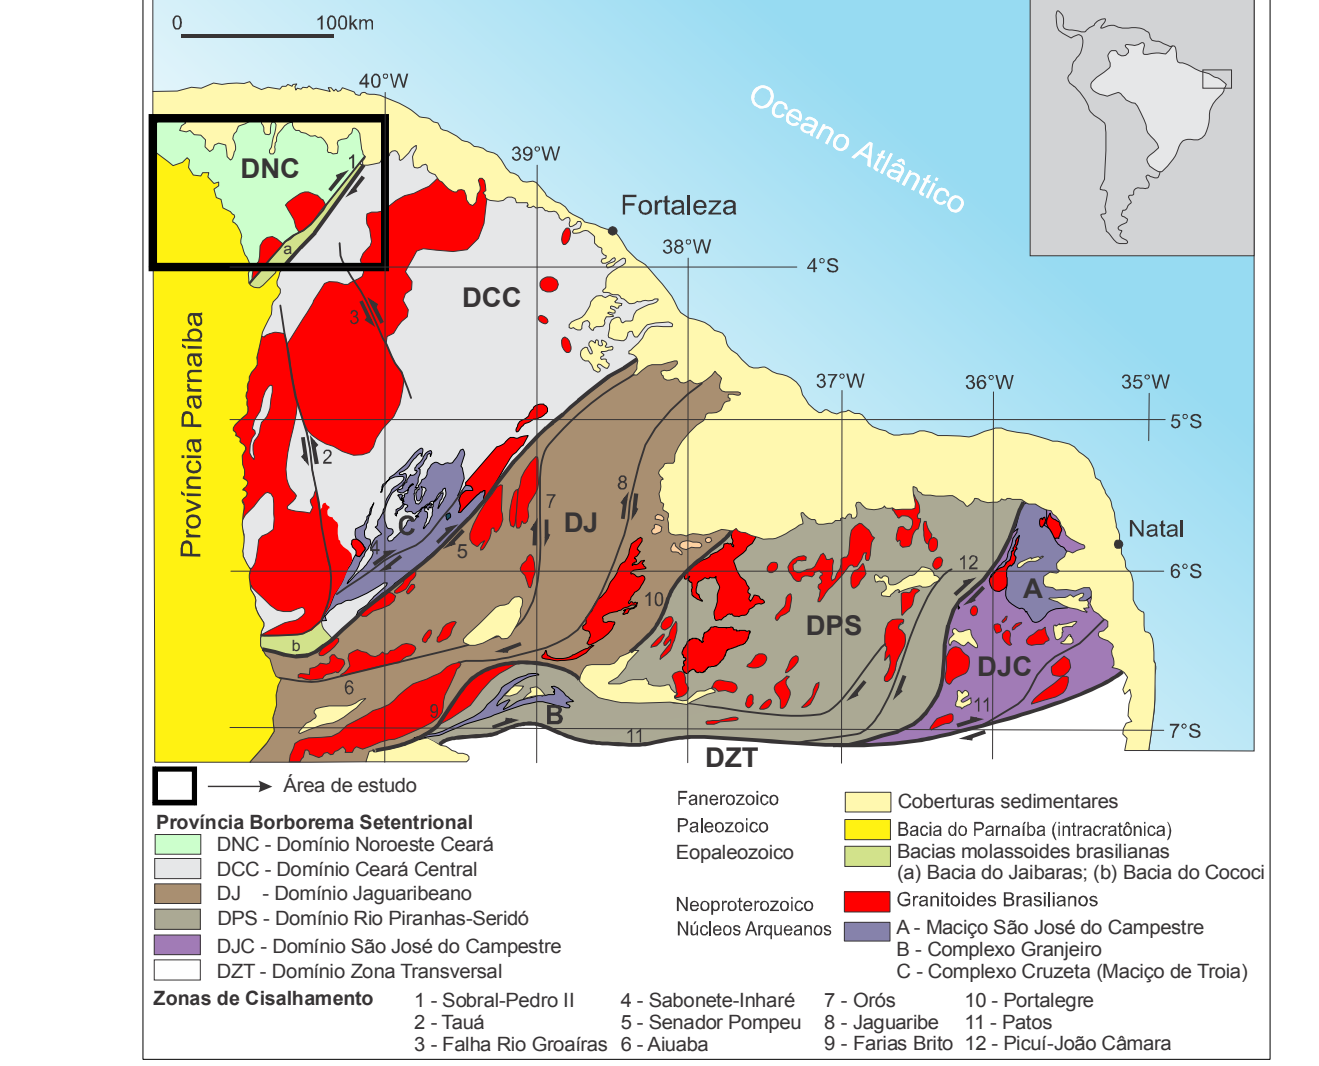 0 100km
40°W
Oceano Atlântico
DNC
1
39°W
Fortaleza
38°W
a
4°S
DCC
3
Província Parnaíba
37°W
36°W
35°W
5°S
2
8
7
C
DJ
4
5
Natal
12
6°S
A
10
DPS
b
DJC
6
9
B
11
11
7°S
DZT
Área de estudo
Província Borborema Setentrional
DNC - Domínio Noroeste Ceará
DCC - Domínio Ceará Central
DJ - Domínio Jaguaribeano
DPS - Domínio Rio Piranhas-Seridó
DJC - Domínio São José do Campestre
DZT - Domínio Zona Transversal
Fanerozoico
Coberturas sedimentares
Paleozoico
Bacia do Parnaíba (intracratônica)
Eopaleozoico
Bacias molassoides brasilianas
(a) Bacia do Jaibaras; (b) Bacia do Cococi
Neoproterozoico
Granitoides Brasilianos
Núcleos Arqueanos
A - Maciço São José do Campestre
B - Complexo Granjeiro
C - Complexo Cruzeta (Maciço de Troia)
Zonas de Cisalhamento
1 - Sobral-Pedro II
2 - Tauá
3 - Falha Rio Groaíras
4 - Sabonete-Inharé
5 - Senador Pompeu
6 - Aiuaba
7 - Orós
8 - Jaguaribe
9 - Farias Brito
10 - Portalegre
11 - Patos
12 - Picuí-João Câmara